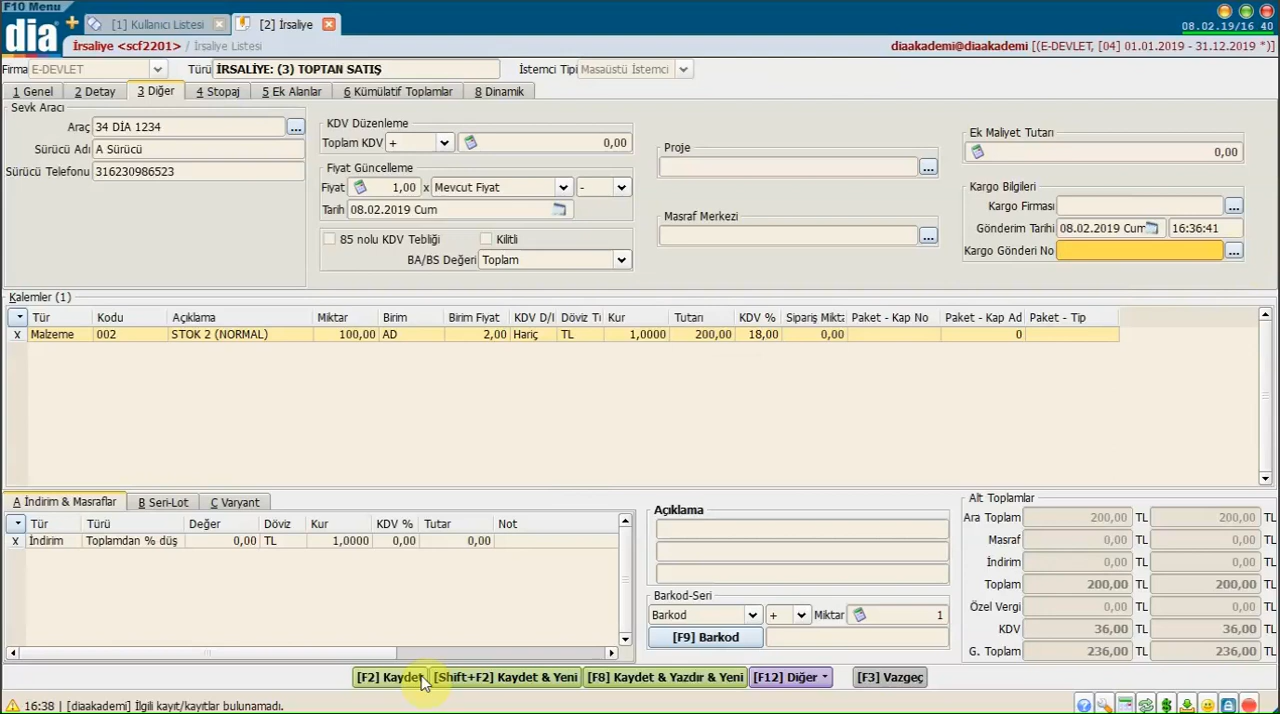 F10 Menu
dia
[1] Kullanıcı Listesi
[2] İrsaliye
08.02.19/16 40
İrsaliye <scf2201> / İrsaliye Listesi
diaakademi@diaakademi [(E-DEVLET, [04] 01.01.2019 - 31.12.2019 *)]
Firma E-DEVLET Türü İRSALİYE: (3) TOPTAN SATIŞ İstemci Tipi Masaüstü İstemci
1 Genel 2 Detay 3 Diğer 4 Stopaj 5 Ek Alanlar 6 Kümülatif Toplamlar 8 Dinamik
Sevk Aracı
Araç 34 DİA 1234 ...
Sürücü Adı A Sürücü
Sürücü Telefonu 316230986523
KDV Düzenleme
Toplam KDV + 0,00
Fiyat Güncelleme
Fiyat 1,00 x Mevcut Fiyat -
Tarih 08.02.2019 Cum
85 nolu KDV Tebliği Kilitli
BA/BS Değeri Toplam
Proje
...
Masraf Merkezi
...
Ek Maliyet Tutarı
0,00
Kargo Bilgileri
Kargo Firması ...
Gönderim Tarihi 08.02.2019 Cum 16:36:41
Kargo Gönderi No ...
Kalemler (1)
Tür Kodu Açıklama Miktar Birim Birim Fiyat KDV D/I Döviz Ti Kur Tutarı KDV % Sipariş Mikta Paket - Kap No Paket - Kap Ad Paket - Tip
x Malzeme 002 STOK 2 (NORMAL) 100,00 AD 2,00 Hariç TL 1,0000 200,00 18,00 0,00 0
A İndirim & Masraflar B Seri-Lot C Varyant
Tür Türü Değer Döviz Kur KDV % Tutar Not
x İndirim Toplamdan % düş 0,00 TL 1,0000 0,00 0,00
Açıklama
Barkod-Seri
Barkod + Miktar 1
[F9] Barkod
Alt Toplamlar
Ara Toplam 200,00 TL 200,00 TL
Masraf 0,00 TL 0,00 TL
İndirim 0,00 TL 0,00 TL
Toplam 200,00 TL 200,00 TL
Özel Vergi 0,00 TL 0,00 TL
KDV 36,00 TL 36,00 TL
G. Toplam 236,00 TL 236,00 TL
[F2] Kaydet [Shift+F2] Kaydet & Yeni [F8] Kaydet & Yazdır & Yeni [F12] Diğer [F3] Vazgeç
16:38 | [diaakademi] İlgili kayıt/kayıtlar bulunamadı.